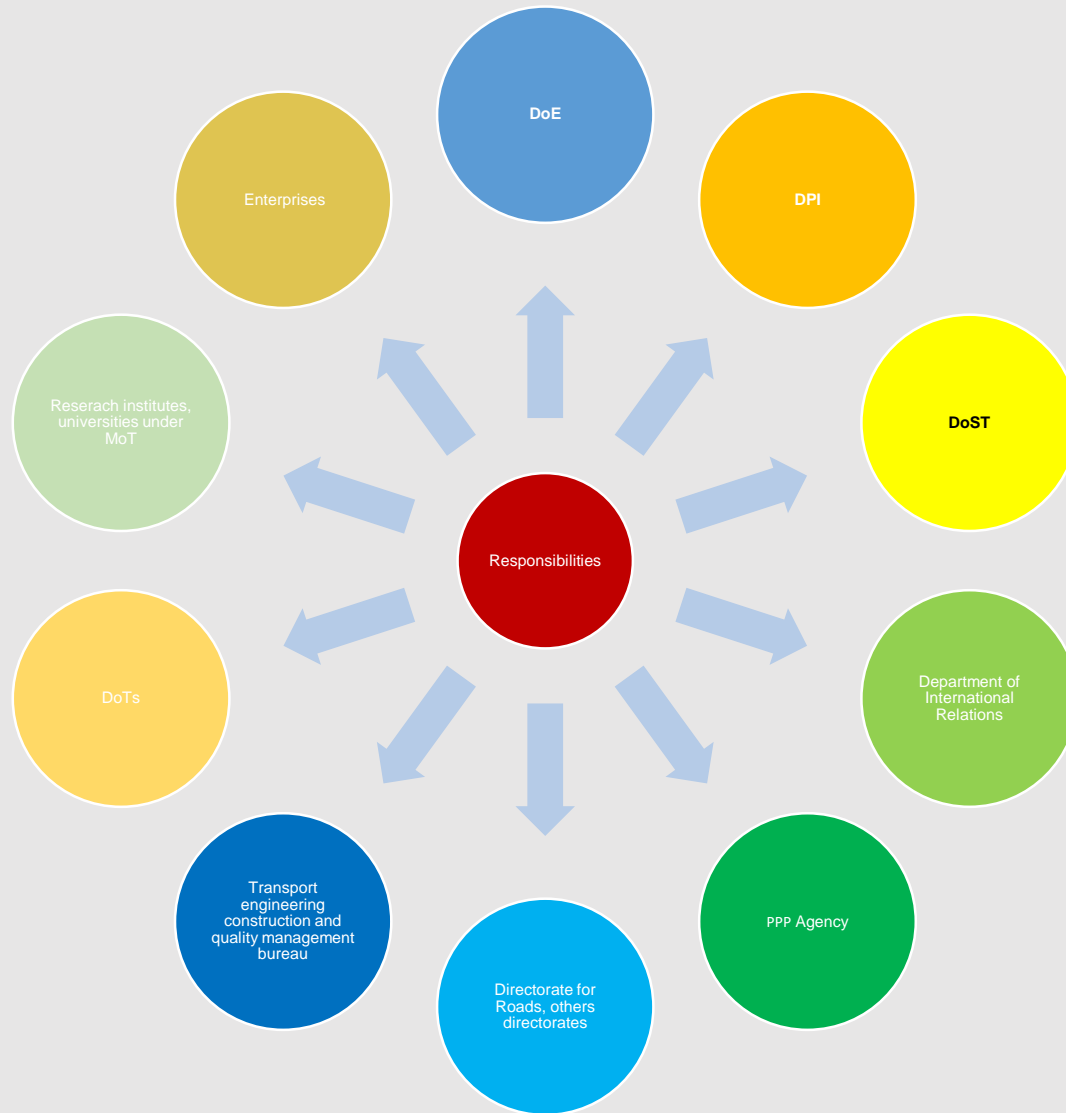 DoE
DPI
DoST
Department of
International
Relations
PPP Agency
Directorate for
Roads, others
directorates
Transport
engineering
construction and
quality management
bureau
DoTs
Reserach institutes,
universities under
MoT
Enterprises
Responsibilities